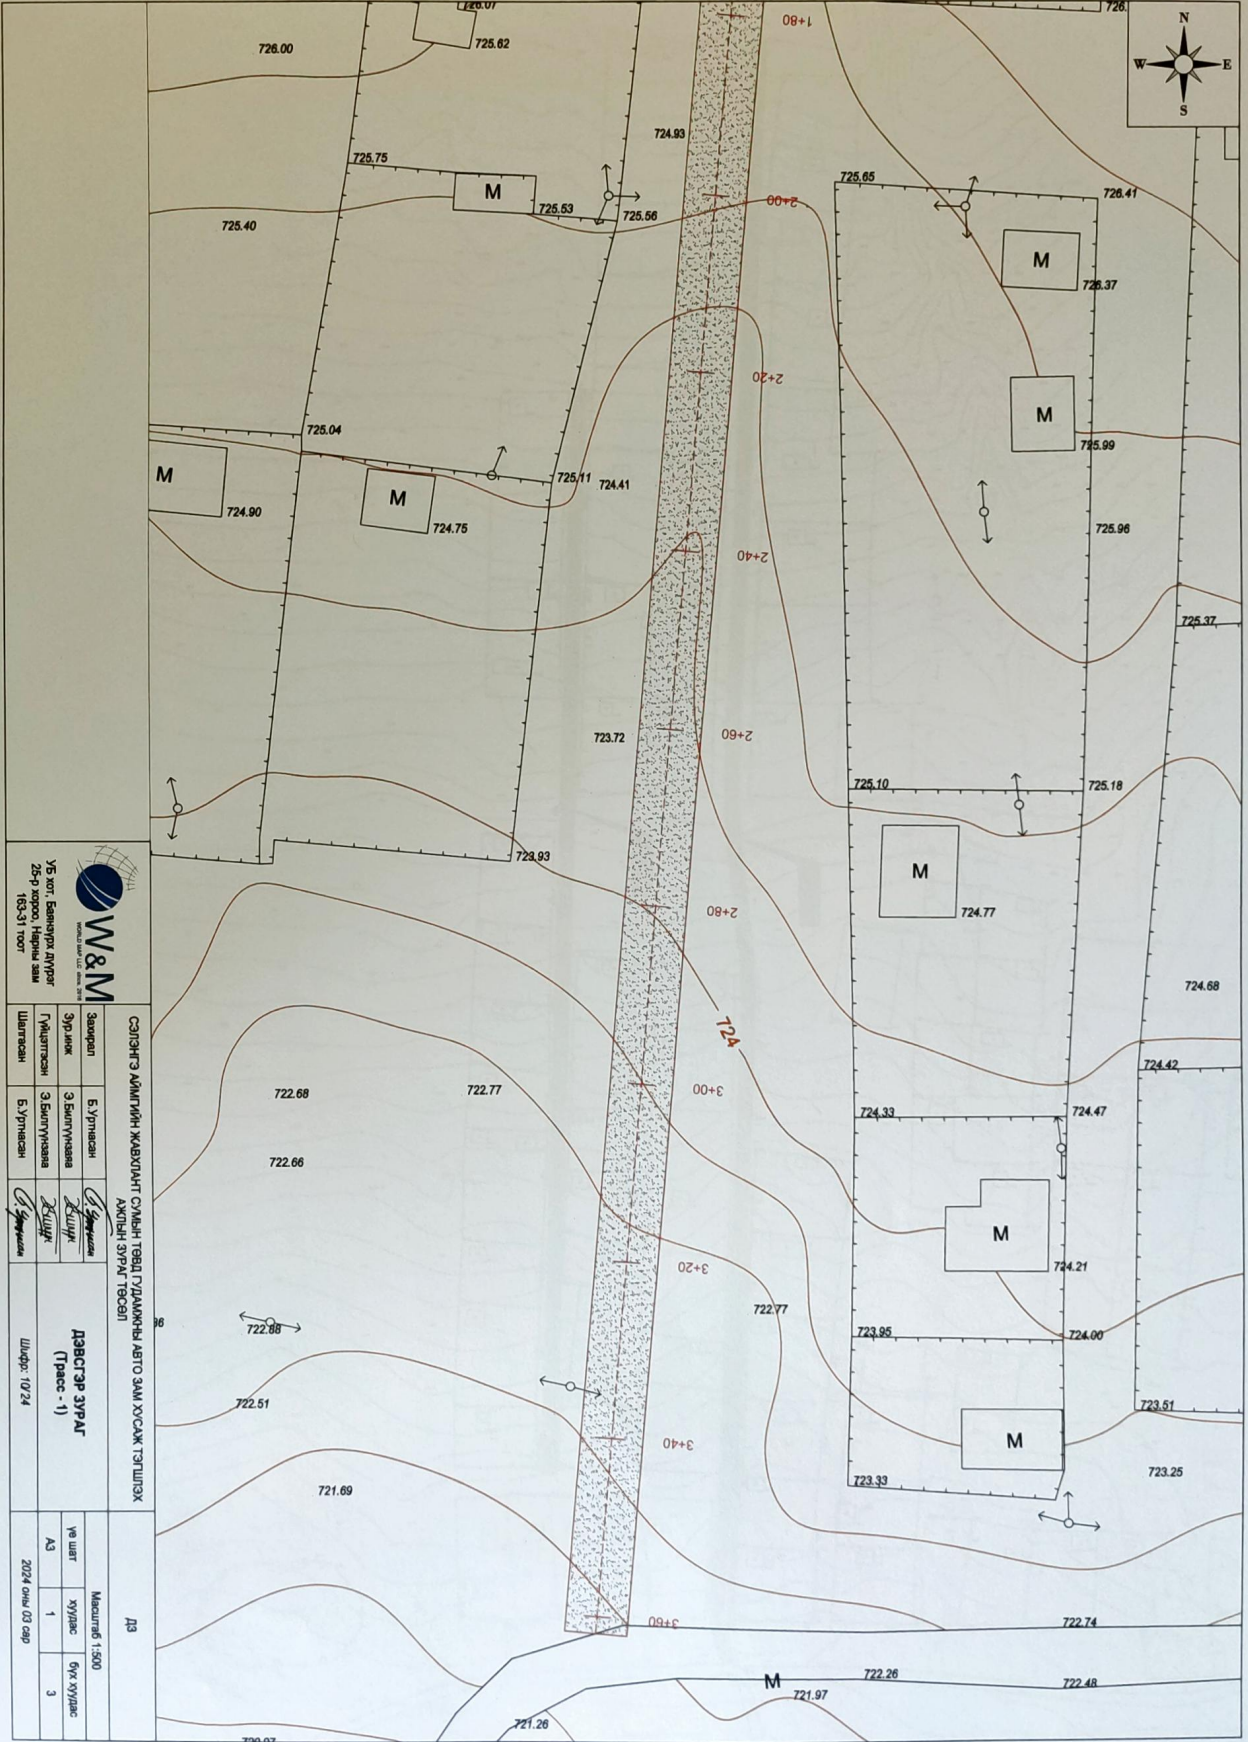 N
W
E
S
1+80
726.
726.07
725.62
726.00
724.93
725.75
M
725.53
725.56
725.40
2+00
725.65
726.41
M
726.37
2+20
M
725.99
725.04
M
724.90
M
724.75
725.11
724.41
725.96
2+40
725.37
723.72
2+60
725.10
725.18
723.93
M
724.77
2+80
724.68
724
724.42
722.68
722.77
3+00
724.33
724.47
722.66
M
724.21
3+20
722.77
722.88
723.95
724.00
722.51
723.51
3+40
M
723.25
721.69
723.33
3+60
722.74
M
722.26
722.48
721.97
721.26
W&M
WORLD MAP LLC
УБ хот, Баянзүрх дүүрэг
25-р хороо, Нарны зам
163-31 тоот
СЭЛЭНГЭ АЙМГИЙН ЖАВХЛАНТ СУМЫН ТӨВД ГУДАМЖНЫ АВТО ЗАМ ХУСАЖ ТЭГШЛЭХ
АЖЛЫН ЗУРАГ ТӨСӨЛ
Захирал Б.Уртнасан
Зур.инж Э.Билгүүнзаяа
Гүйцэтгэсэн Э.Билгүүнзаяа
Шалгасан Б.Уртнасан
ДЭВСГЭР ЗУРАГ
(Трасс - 1)
Шифр: 10/24
ДЗ
Масштаб 1:500
үе шат хуудас бүх хуудас
А3 1 3
2024 оны 03 сар